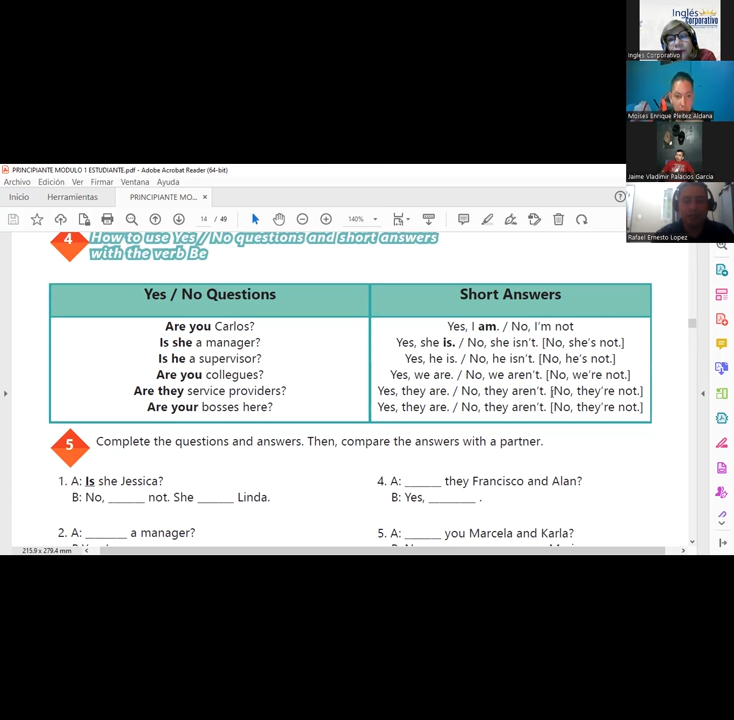 Inglés
Corporativo
Inglés Corporativo
Moises Enrique Pleitez Aldana
Jaime Vladimir Palacios Garcia
Rafael Ernesto Lopez
PRINCIPIANTE MODULO 1 ESTUDIANTE.pdf - Adobe Acrobat Reader (64-bit)
Archivo Edición Ver Firmar Ventana Ayuda
Inicio Herramientas PRINCIPIANTE MO... ×
14 / 49 140%
4 How to use Yes / No questions and short answers
with the verb Be
Yes / No Questions Short Answers
Are you Carlos? Yes, I am. / No, I'm not
Is she a manager? Yes, she is. / No, she isn't. [No, she's not.]
Is he a supervisor? Yes, he is. / No, he isn't. [No, he's not.]
Are you collegues? Yes, we are. / No, we aren't. [No, we're not.]
Are they service providers? Yes, they are. / No, they aren't. [No, they're not.]
Are your bosses here? Yes, they are. / No, they aren't. [No, they're not.]
5 Complete the questions and answers. Then, compare the answers with a partner.
1. A: Is she Jessica?
B: No, ______ not. She ______ Linda.
2. A: _______ a manager?
4. A: ______ they Francisco and Alan?
B: Yes, ________ .
5. A: ______ you Marcela and Karla?
215.9 x 279.4 mm